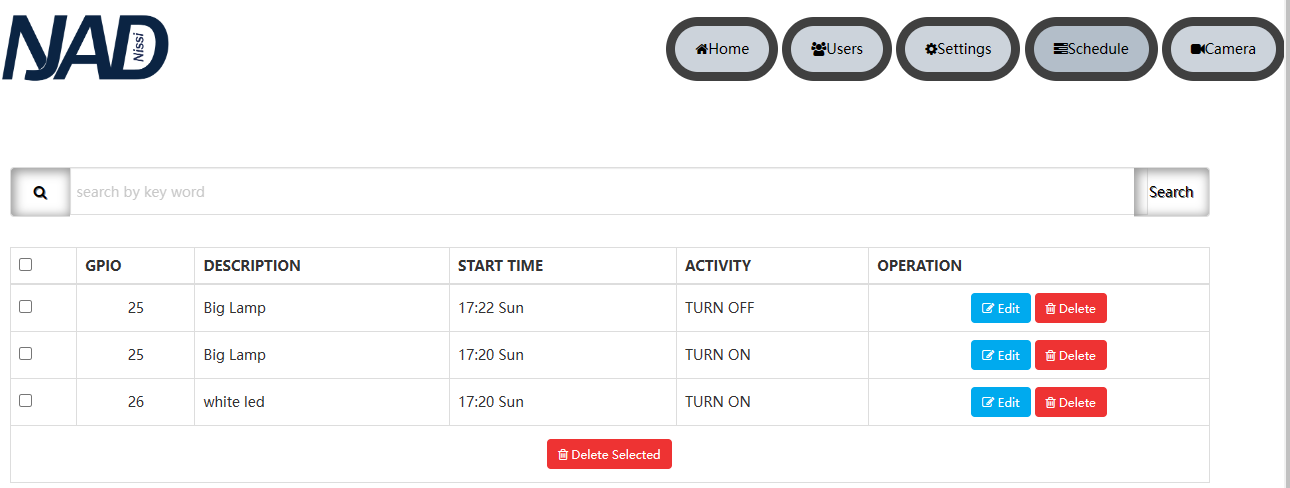 NJAD Nissi
Home Users Settings Schedule Camera
search by key word Search
GPIO DESCRIPTION START TIME ACTIVITY OPERATION
25 Big Lamp 17:22 Sun TURN OFF Edit Delete
25 Big Lamp 17:20 Sun TURN ON Edit Delete
26 white led 17:20 Sun TURN ON Edit Delete
Delete Selected